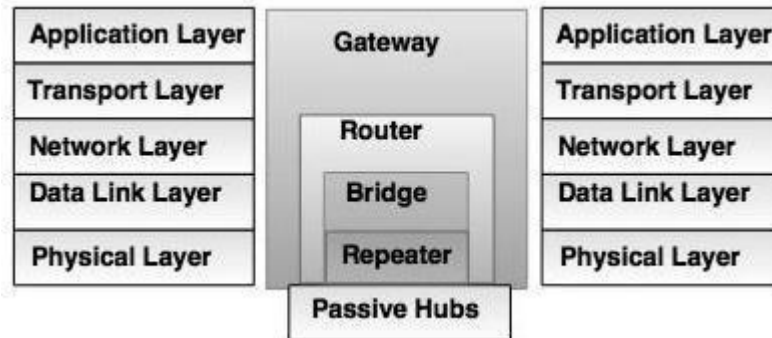 Application Layer
Transport Layer
Network Layer
Data Link Layer
Physical Layer
Gateway
Router
Bridge
Repeater
Passive Hubs
Application Layer
Transport Layer
Network Layer
Data Link Layer
Physical Layer